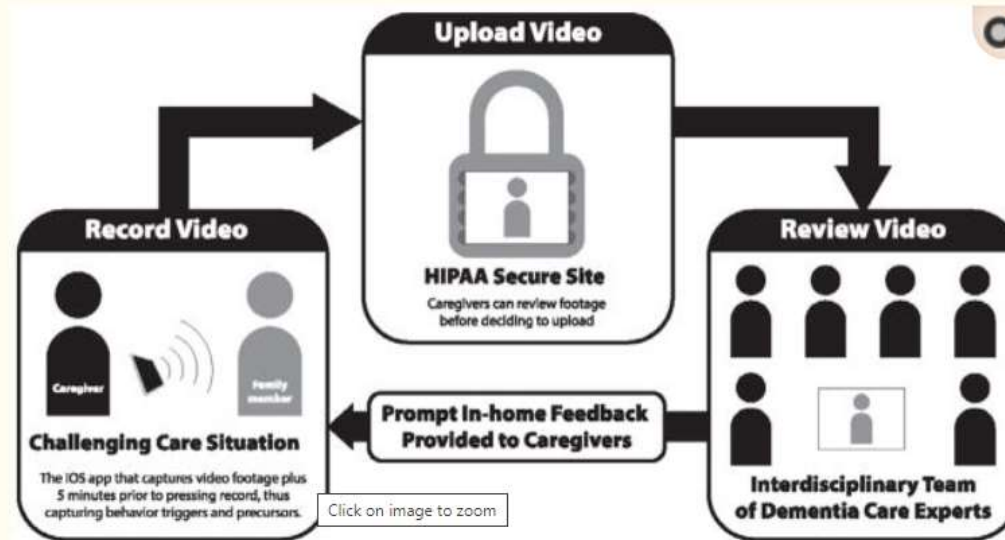 Upload Video
HIPAA Secure Site
Caregivers can review footage
before deciding to upload
Record Video
Caregiver
Family
member
Challenging Care Situation
The IOS app that captures video footage plus
5 minutes prior to pressing record, thus
capturing behavior triggers and precursors.
Review Video
Interdisciplinary Team
of Dementia Care Experts
Prompt In-home Feedback
Provided to Caregivers
Click on image to zoom